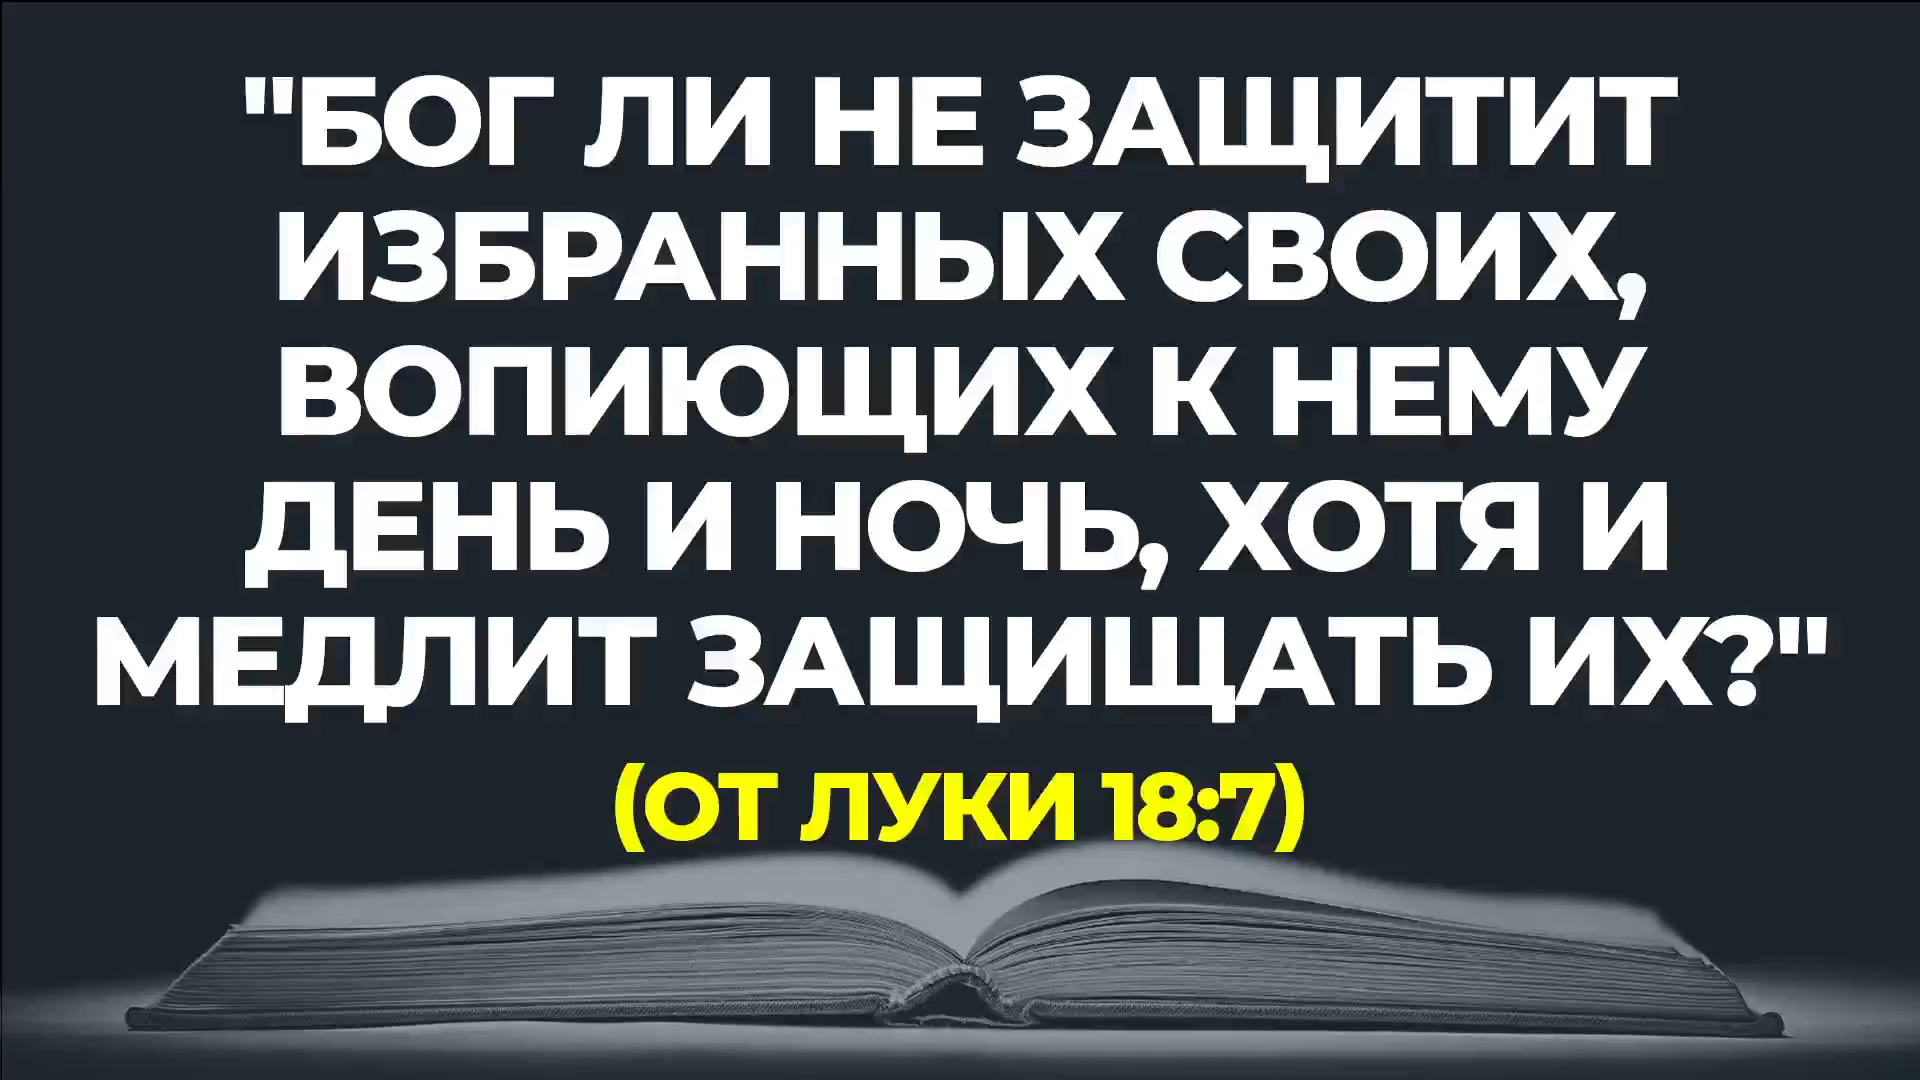 "БОГ ЛИ НЕ ЗАЩИТИТ
ИЗБРАННЫХ СВОИХ,
ВОПИЮЩИХ К НЕМУ
ДЕНЬ И НОЧЬ, ХОТЯ И
МЕДЛИТ ЗАЩИЩАТЬ ИХ?"
(ОТ ЛУКИ 18:7)